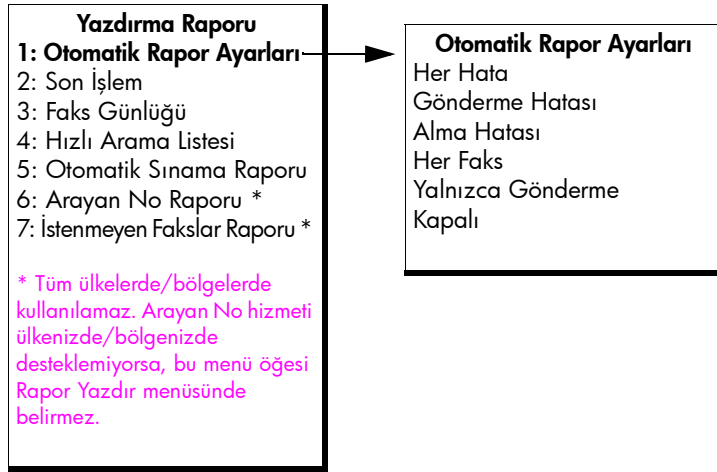 Yazdırma Raporu
1: Otomatik Rapor Ayarları
2: Son İşlem
3: Faks Günlüğü
4: Hızlı Arama Listesi
5: Otomatik Sınama Raporu
6: Arayan No Raporu *
7: İstenmeyen Fakslar Raporu *
* Tüm ülkelerde/bölgelerde
kullanılamaz. Arayan No hizmeti
ülkenizde/bölgenizde
desteklemiyorsa, bu menü öğesi
Rapor Yazdır menüsünde
belirmez.
Otomatik Rapor Ayarları
Her Hata
Gönderme Hatası
Alma Hatası
Her Faks
Yalnızca Gönderme
Kapalı